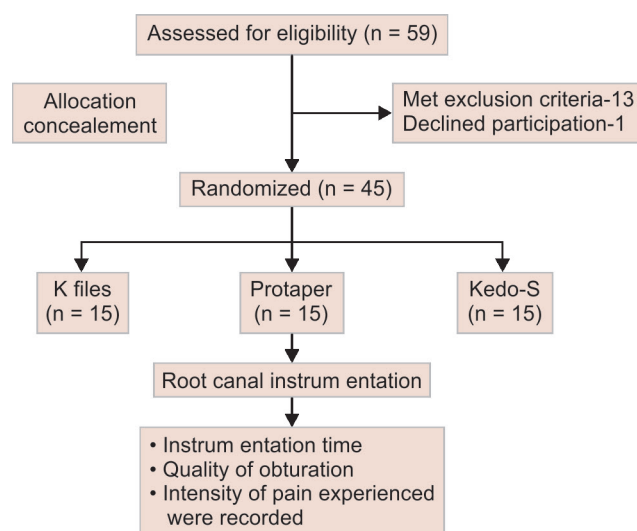 Assessed for eligibility (n = 59)
Allocation
concealement
Met exclusion criteria-13
Declined participation-1
Randomized (n = 45)
K files
(n = 15)
Protaper
(n = 15)
Kedo-S
(n = 15)
Root canal instrum entation
• Instrum entation time
• Quality of obturation
• Intensity of pain experienced
were recorded